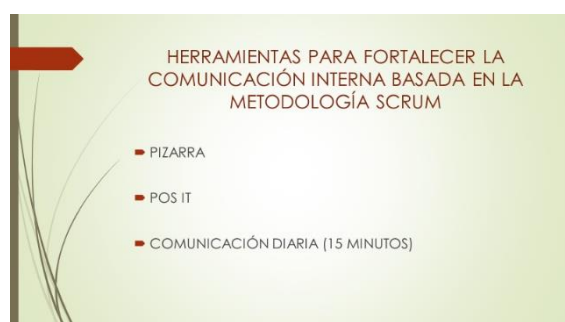 HERRAMIENTAS PARA FORTALECER LA
COMUNICACIÓN INTERNA BASADA EN LA
METODOLOGÍA SCRUM
PIZARRA
POS IT
COMUNICACIÓN DIARIA (15 MINUTOS)